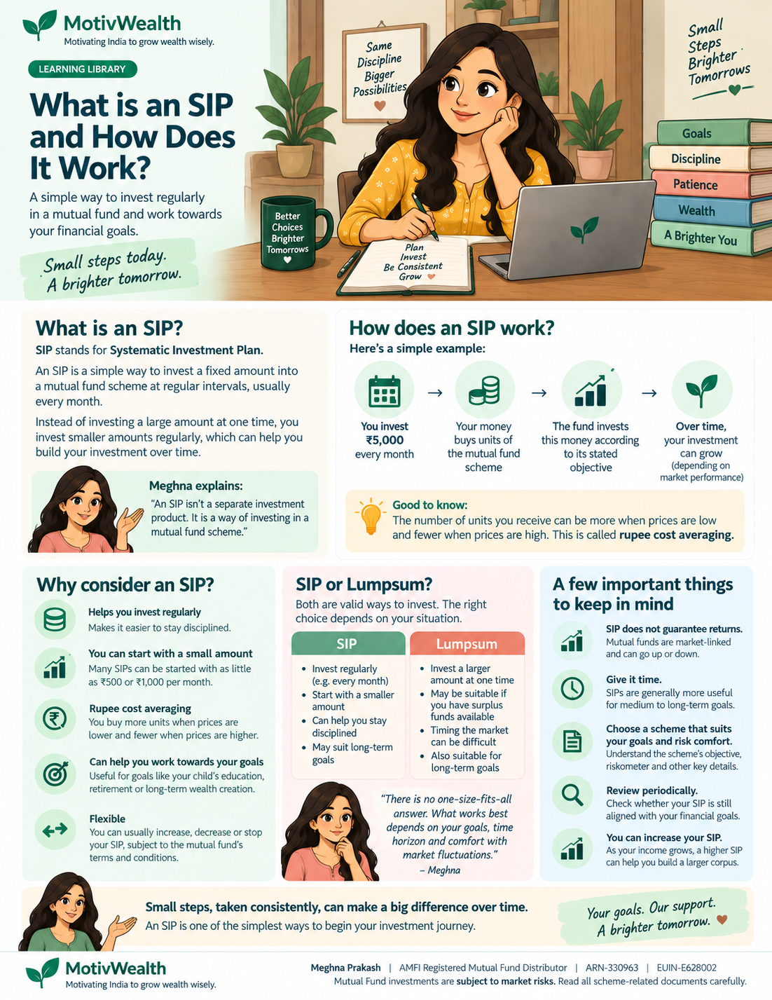 MotivWealth
Motivating India to grow wealth wisely.
LEARNING LIBRARY
What is an SIP
and How Does
It Work?
A simple way to invest regularly
in a mutual fund and work towards
your financial goals.
Small steps today.
A brighter tomorrow.
Same
Discipline
Bigger
Possibilities
Small
Steps
Brighter
Tomorrows
Goals
Discipline
Patience
Wealth
A Brighter You
Better
Choices
Brighter
Tomorrows
Plan
Invest
Be Consistent
Grow
What is an SIP?
SIP stands for Systematic Investment Plan.
An SIP is a simple way to invest a fixed amount into
a mutual fund scheme at regular intervals, usually
every month.
Instead of investing a large amount at one time, you
invest smaller amounts regularly, which can help you
build your investment over time.
Meghna explains:
“An SIP isn’t a separate investment
product. It is a way of investing in a
mutual fund scheme.”
How does an SIP work?
Here’s a simple example:
You invest
₹5,000
every month
Your money
buys units of
the mutual fund
scheme
The fund invests
this money according
to its stated
objective
Over time,
your investment
can grow
(depending on
market performance)
Good to know:
The number of units you receive can be more when prices are low
and fewer when prices are high. This is called rupee cost averaging.
Why consider an SIP?
Helps you invest regularly
Makes it easier to stay disciplined.
You can start with a small amount
Many SIPs can be started with as little
as ₹500 or ₹1,000 per month.
Rupee cost averaging
You buy more units when prices are
lower and fewer when prices are higher.
Can help you work towards your goals
Useful for goals like your child’s education,
retirement or long-term wealth creation.
Flexible
You can usually increase, decrease or stop
your SIP, subject to the mutual fund’s
terms and conditions.
SIP or Lumpsum?
Both are valid ways to invest. The right
choice depends on your situation.
SIP
• Invest regularly
(e.g. every month)
• Start with a smaller
amount
• Can help you stay
disciplined
• May suit long-term
goals
Lumpsum
• Invest a larger
amount at one time
• May be suitable if
you have surplus
funds available
• Timing the market
can be difficult
• Also suitable for
long-term goals
“There is no one-size-fits-all
answer. What works best
depends on your goals, time
horizon and comfort with
market fluctuations.”
– Meghna
A few important things
to keep in mind
SIP does not guarantee returns.
Mutual funds are market-linked
and can go up or down.
Give it time.
SIPs are generally more useful
for medium to long-term goals.
Choose a scheme that suits
your goals and risk comfort.
Understand the scheme’s objective,
riskometer and other key details.
Review periodically.
Check whether your SIP is still
aligned with your financial goals.
You can increase your SIP.
As your income grows, a higher SIP
can help you build a larger corpus.
Small steps, taken consistently, can make a big difference over time.
An SIP is one of the simplest ways to begin your investment journey.
Your goals. Our support.
A brighter tomorrow.
MotivWealth
Motivating India to grow wealth wisely.
Meghna Prakash | AMFI Registered Mutual Fund Distributor | ARN-330963 | EUIN-E628002
Mutual Fund investments are subject to market risks. Read all scheme-related documents carefully.